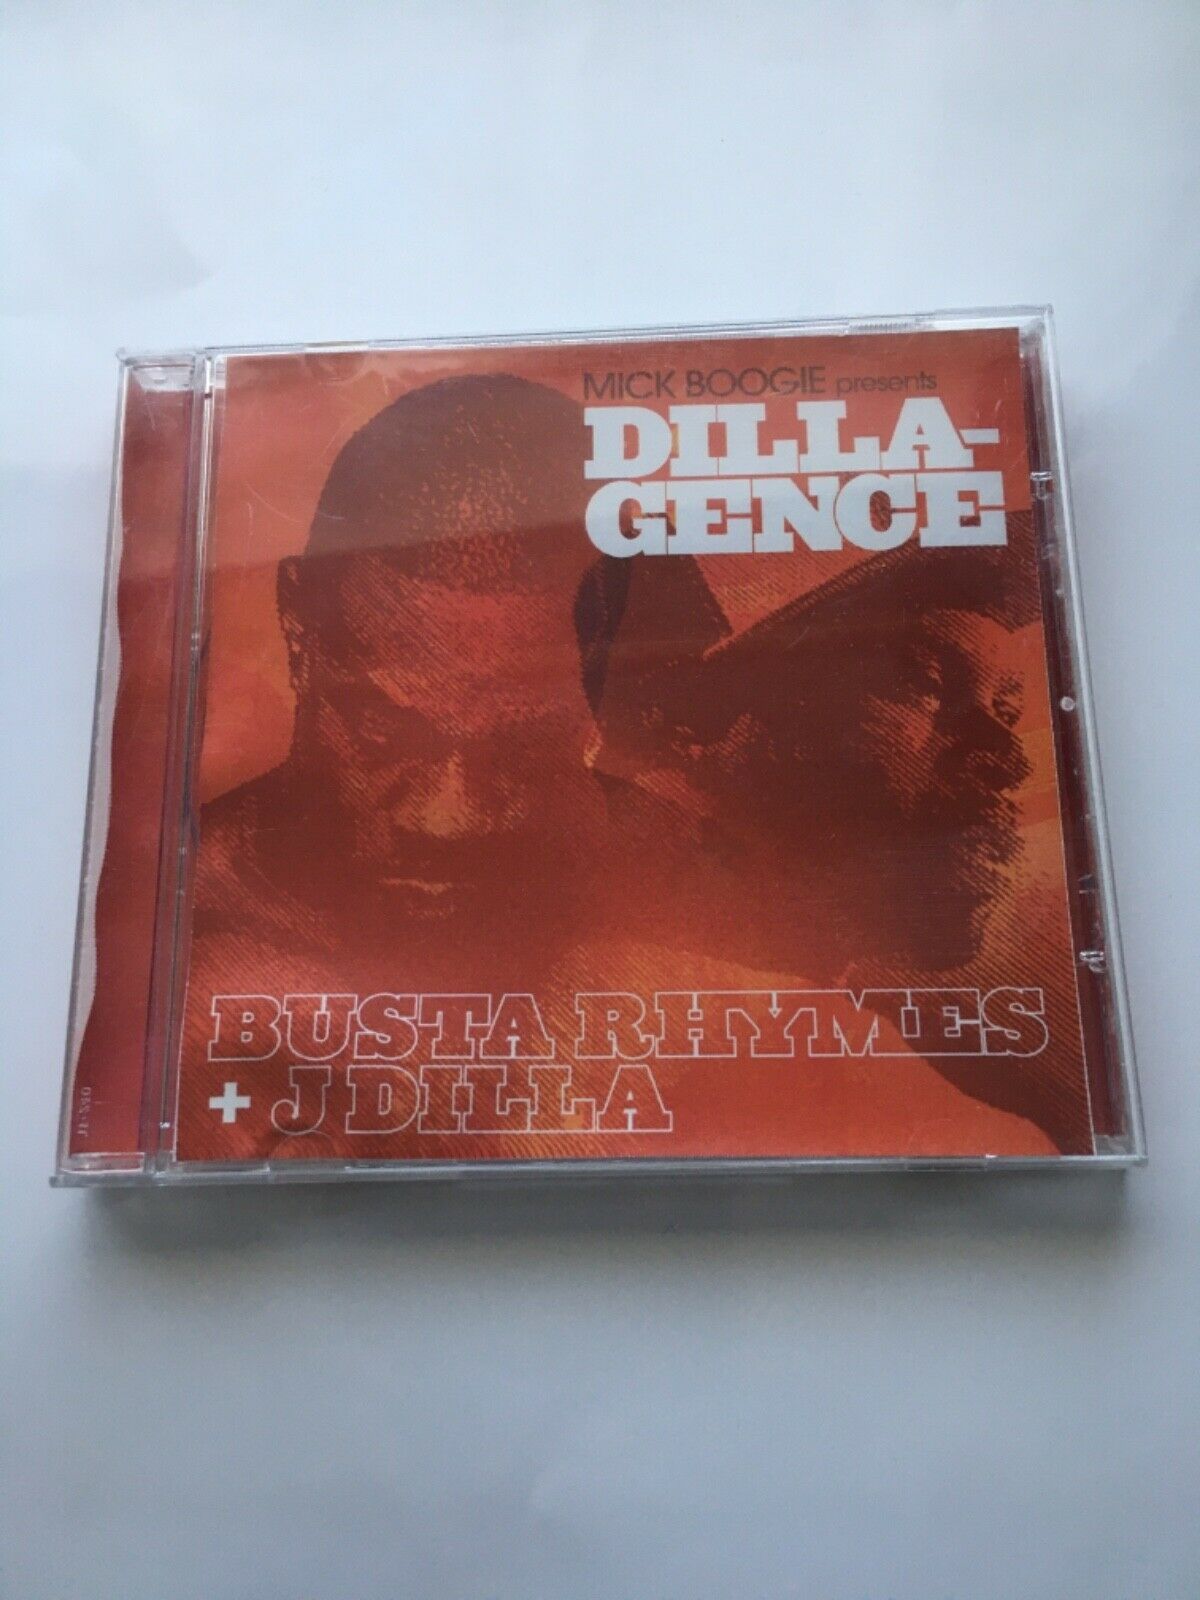 MICK BOOGIE presents
DILLA-
GENCE
BUSTA RHYMES
+ J DILLA